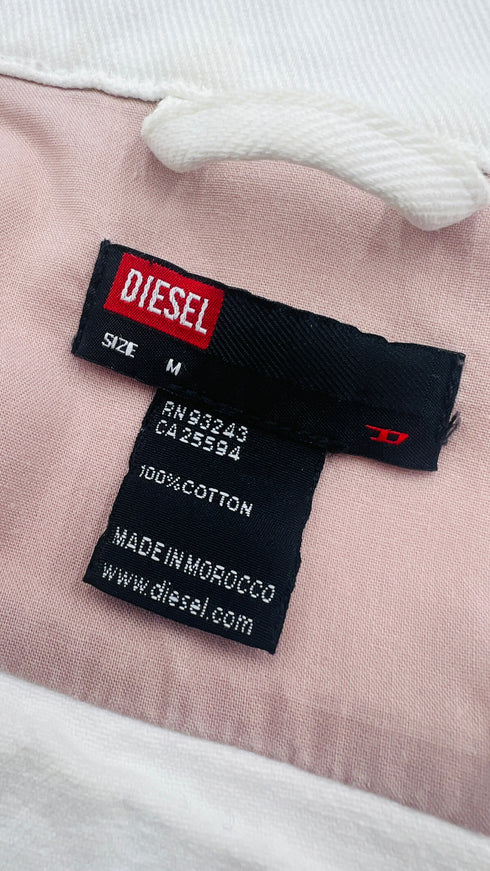 DIESEL
SIZE M
RN 93243
CA 25594
100% COTTON
MADE IN MOROCCO
www.diesel.com